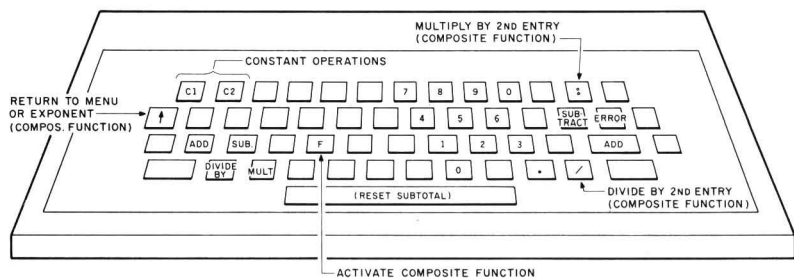 MULTIPLY BY 2ND ENTRY
(COMPOSITE FUNCTION)
CONSTANT OPERATIONS
C1 C2 7 8 9 0 %
RETURN TO MENU
OR EXPONENT
(COMPOS. FUNCTION)
↑ 4 5 6 SUB-
TRACT ERROR
ADD SUB. F 1 2 3 ADD
DIVIDE
BY MULT 0 . /
(RESET SUBTOTAL)
DIVIDE BY 2ND ENTRY
(COMPOSITE FUNCTION)
ACTIVATE COMPOSITE FUNCTION